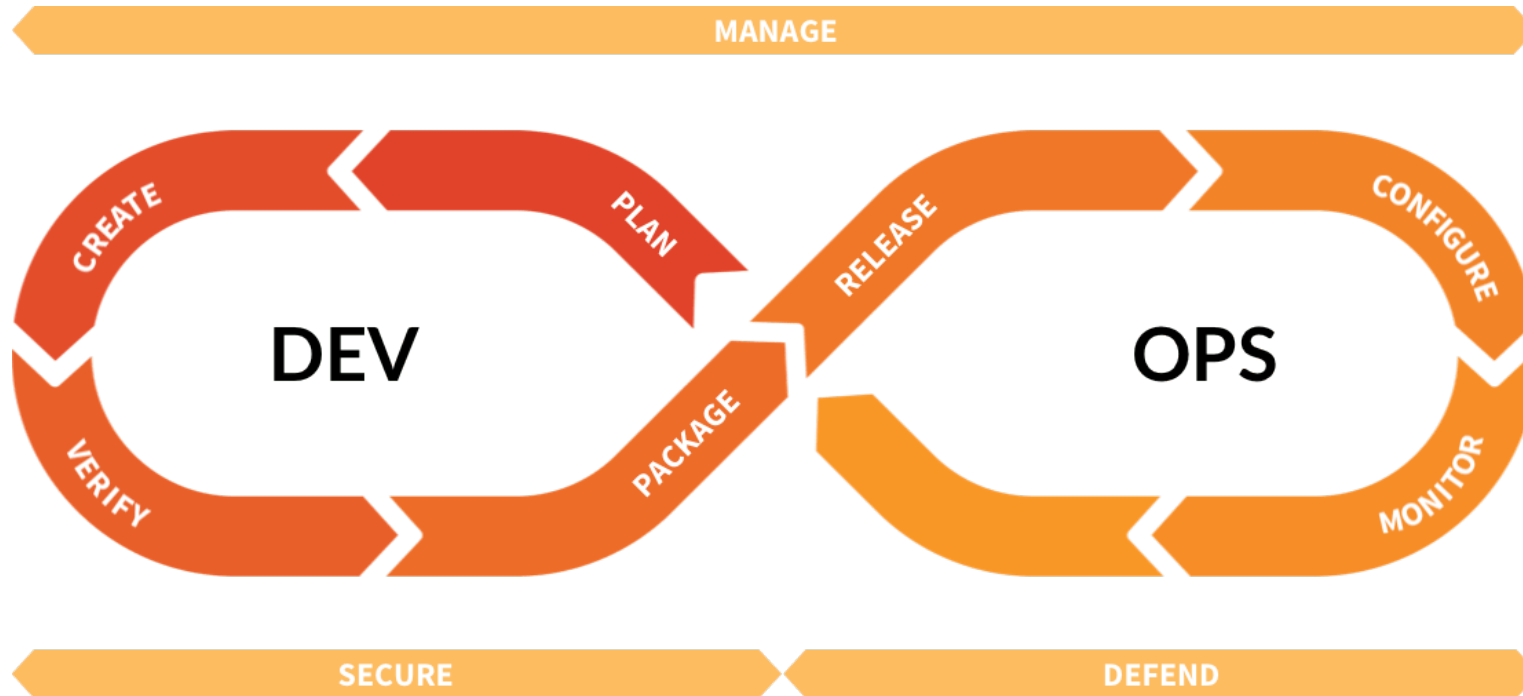 MANAGE
CREATE
PLAN
RELEASE
CONFIGURE
DEV
OPS
VERIFY
PACKAGE
MONITOR
SECURE
DEFEND